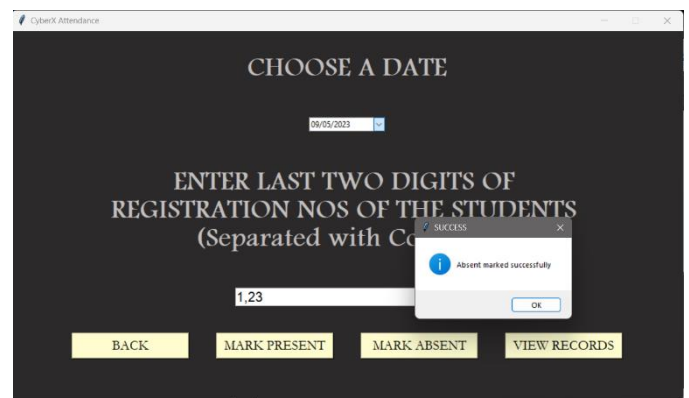 CyberX Attendance
CHOOSE A DATE
09/05/2023
ENTER LAST TWO DIGITS OF
REGISTRATION NOS OF THE STUDENTS
(Separated with
SUCCESS
Absent marked successfully
OK
1,23
BACK
MARK PRESENT
MARK ABSENT
VIEW RECORDS